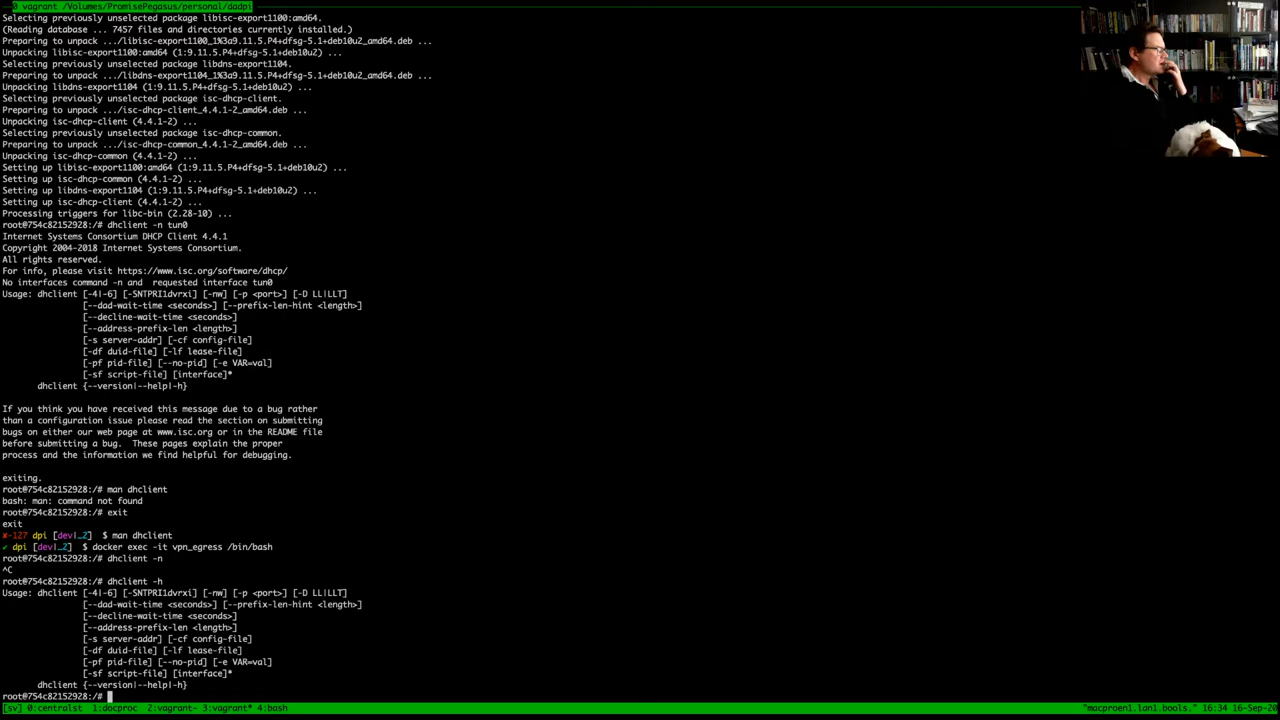 0 vagrant /Volumes/PromisePegasus/personal/dadpi
Selecting previously unselected package libisc-export1100:amd64.
(Reading database ... 7457 files and directories currently installed.)
Preparing to unpack .../libisc-export1100_1%3a9.11.5.P4+dfsg-5.1+deb10u2_amd64.deb ...
Unpacking libisc-export1100:amd64 (1:9.11.5.P4+dfsg-5.1+deb10u2) ...
Selecting previously unselected package libdns-export1104.
Preparing to unpack .../libdns-export1104_1%3a9.11.5.P4+dfsg-5.1+deb10u2_amd64.deb ...
Unpacking libdns-export1104 (1:9.11.5.P4+dfsg-5.1+deb10u2) ...
Selecting previously unselected package isc-dhcp-client.
Preparing to unpack .../isc-dhcp-client_4.4.1-2_amd64.deb ...
Unpacking isc-dhcp-client (4.4.1-2) ...
Selecting previously unselected package isc-dhcp-common.
Preparing to unpack .../isc-dhcp-common_4.4.1-2_amd64.deb ...
Unpacking isc-dhcp-common (4.4.1-2) ...
Setting up libisc-export1100:amd64 (1:9.11.5.P4+dfsg-5.1+deb10u2) ...
Setting up isc-dhcp-common (4.4.1-2) ...
Setting up libdns-export1104 (1:9.11.5.P4+dfsg-5.1+deb10u2) ...
Setting up isc-dhcp-client (4.4.1-2) ...
Processing triggers for libc-bin (2.28-10) ...
root@754c82152928:/# dhclient -n tun0
Internet Systems Consortium DHCP Client 4.4.1
Copyright 2004-2018 Internet Systems Consortium.
All rights reserved.
For info, please visit https://www.isc.org/software/dhcp/
No interfaces command -n and  requested interface tun0
Usage: dhclient [-4|-6] [-SNTPRI1dvrxi] [-nw] [-p <port>] [-D LL|LLT]
[--dad-wait-time <seconds>] [--prefix-len-hint <length>]
[--decline-wait-time <seconds>]
[--address-prefix-len <length>]
[-s server-addr] [-cf config-file]
[-df duid-file] [-lf lease-file]
[-pf pid-file] [--no-pid] [-e VAR=val]
[-sf script-file] [interface]*
dhclient {--version|--help|-h}
If you think you have received this message due to a bug rather
than a configuration issue please read the section on submitting
bugs on either our web page at www.isc.org or in the README file
before submitting a bug.  These pages explain the proper
process and the information we find helpful for debugging.
exiting.
root@754c82152928:/# man dhclient
bash: man: command not found
root@754c82152928:/# exit
exit
✘-127 dpi [dev|_2]  $ man dhclient
✔ dpi [dev|_2]  $ docker exec -it vpn_egress /bin/bash
root@754c82152928:/# dhclient -n
^C
root@754c82152928:/# dhclient -h
Usage: dhclient [-4|-6] [-SNTPRI1dvrxi] [-nw] [-p <port>] [-D LL|LLT]
[--dad-wait-time <seconds>] [--prefix-len-hint <length>]
[--decline-wait-time <seconds>]
[--address-prefix-len <length>]
[-s server-addr] [-cf config-file]
[-df duid-file] [-lf lease-file]
[-pf pid-file] [--no-pid] [-e VAR=val]
[-sf script-file] [interface]*
dhclient {--version|--help|-h}
root@754c82152928:/#
[sv] 0:centralst  1:docproc  2:vagrant- 3:vagrant* 4:bash "macproen1.lan1.bools." 16:34 16-Sep-20